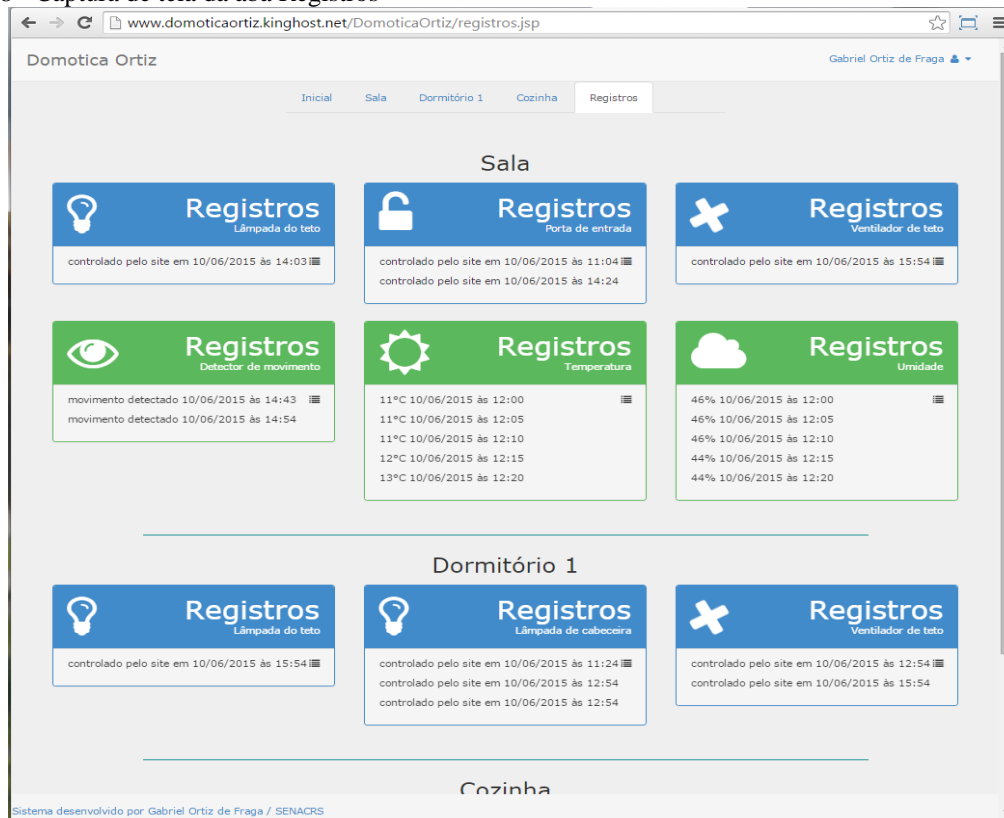 Captura de tela da aba Registros
www.domoticaortiz.kinghost.net/DomoticaOrtiz/registros.jsp
Domotica Ortiz
Gabriel Ortiz de Fraga
Inicial Sala Dormitório 1 Cozinha Registros
Sala
Registros
Lâmpada do teto
controlado pelo site em 10/06/2015 às 14:03
Registros
Porta de entrada
controlado pelo site em 10/06/2015 às 11:04
controlado pelo site em 10/06/2015 às 14:24
Registros
Ventilador de teto
controlado pelo site em 10/06/2015 às 15:54
Registros
Detector de movimento
movimento detectado 10/06/2015 às 14:43
movimento detectado 10/06/2015 às 14:54
Registros
Temperatura
11°C 10/06/2015 às 12:00
11°C 10/06/2015 às 12:05
11°C 10/06/2015 às 12:10
12°C 10/06/2015 às 12:15
13°C 10/06/2015 às 12:20
Registros
Umidade
46% 10/06/2015 às 12:00
46% 10/06/2015 às 12:05
46% 10/06/2015 às 12:10
44% 10/06/2015 às 12:15
44% 10/06/2015 às 12:20
Dormitório 1
Registros
Lâmpada do teto
controlado pelo site em 10/06/2015 às 15:54
Registros
Lâmpada de cabeceira
controlado pelo site em 10/06/2015 às 11:24
controlado pelo site em 10/06/2015 às 12:54
controlado pelo site em 10/06/2015 às 12:54
Registros
Ventilador de teto
controlado pelo site em 10/06/2015 às 12:54
controlado pelo site em 10/06/2015 às 15:54
Cozinha
Sistema desenvolvido por Gabriel Ortiz de Fraga / SENACRS